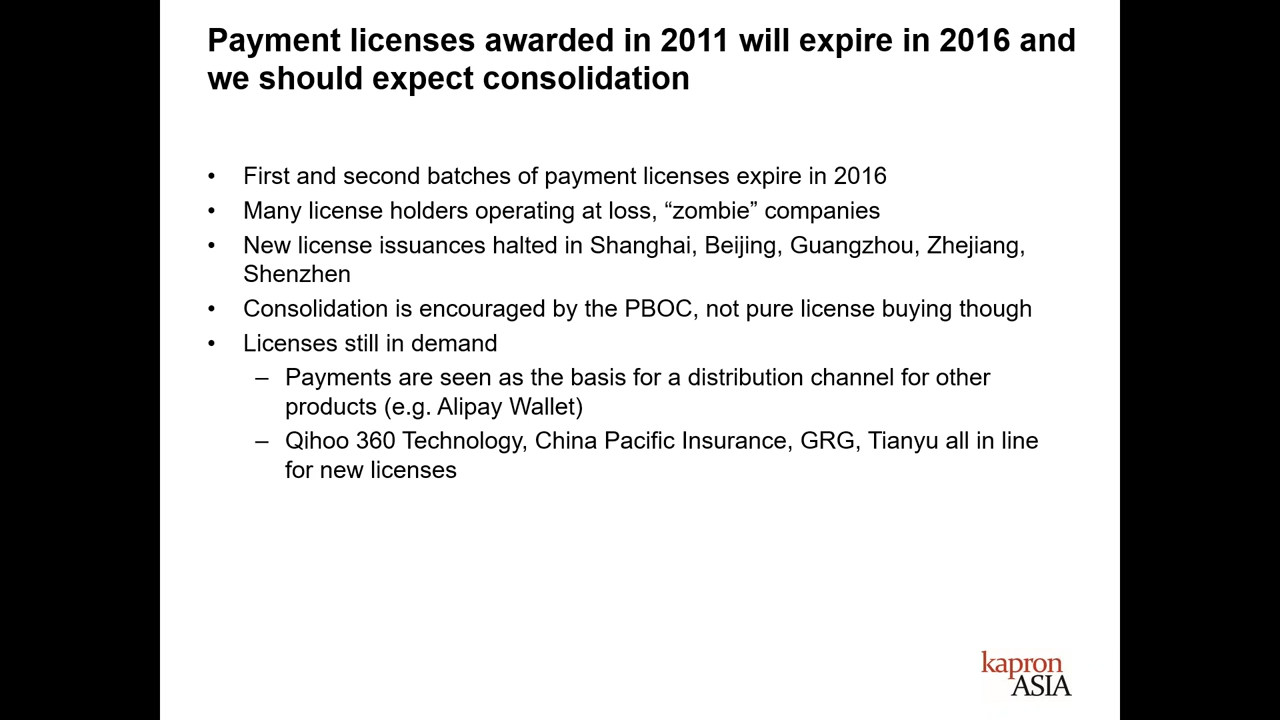 Payment licenses awarded in 2011 will expire in 2016 and
we should expect consolidation
• First and second batches of payment licenses expire in 2016
• Many license holders operating at loss, “zombie” companies
• New license issuances halted in Shanghai, Beijing, Guangzhou, Zhejiang,
Shenzhen
• Consolidation is encouraged by the PBOC, not pure license buying though
• Licenses still in demand
– Payments are seen as the basis for a distribution channel for other
products (e.g. Alipay Wallet)
– Qihoo 360 Technology, China Pacific Insurance, GRG, Tianyu all in line
for new licenses
kapron
ASIA